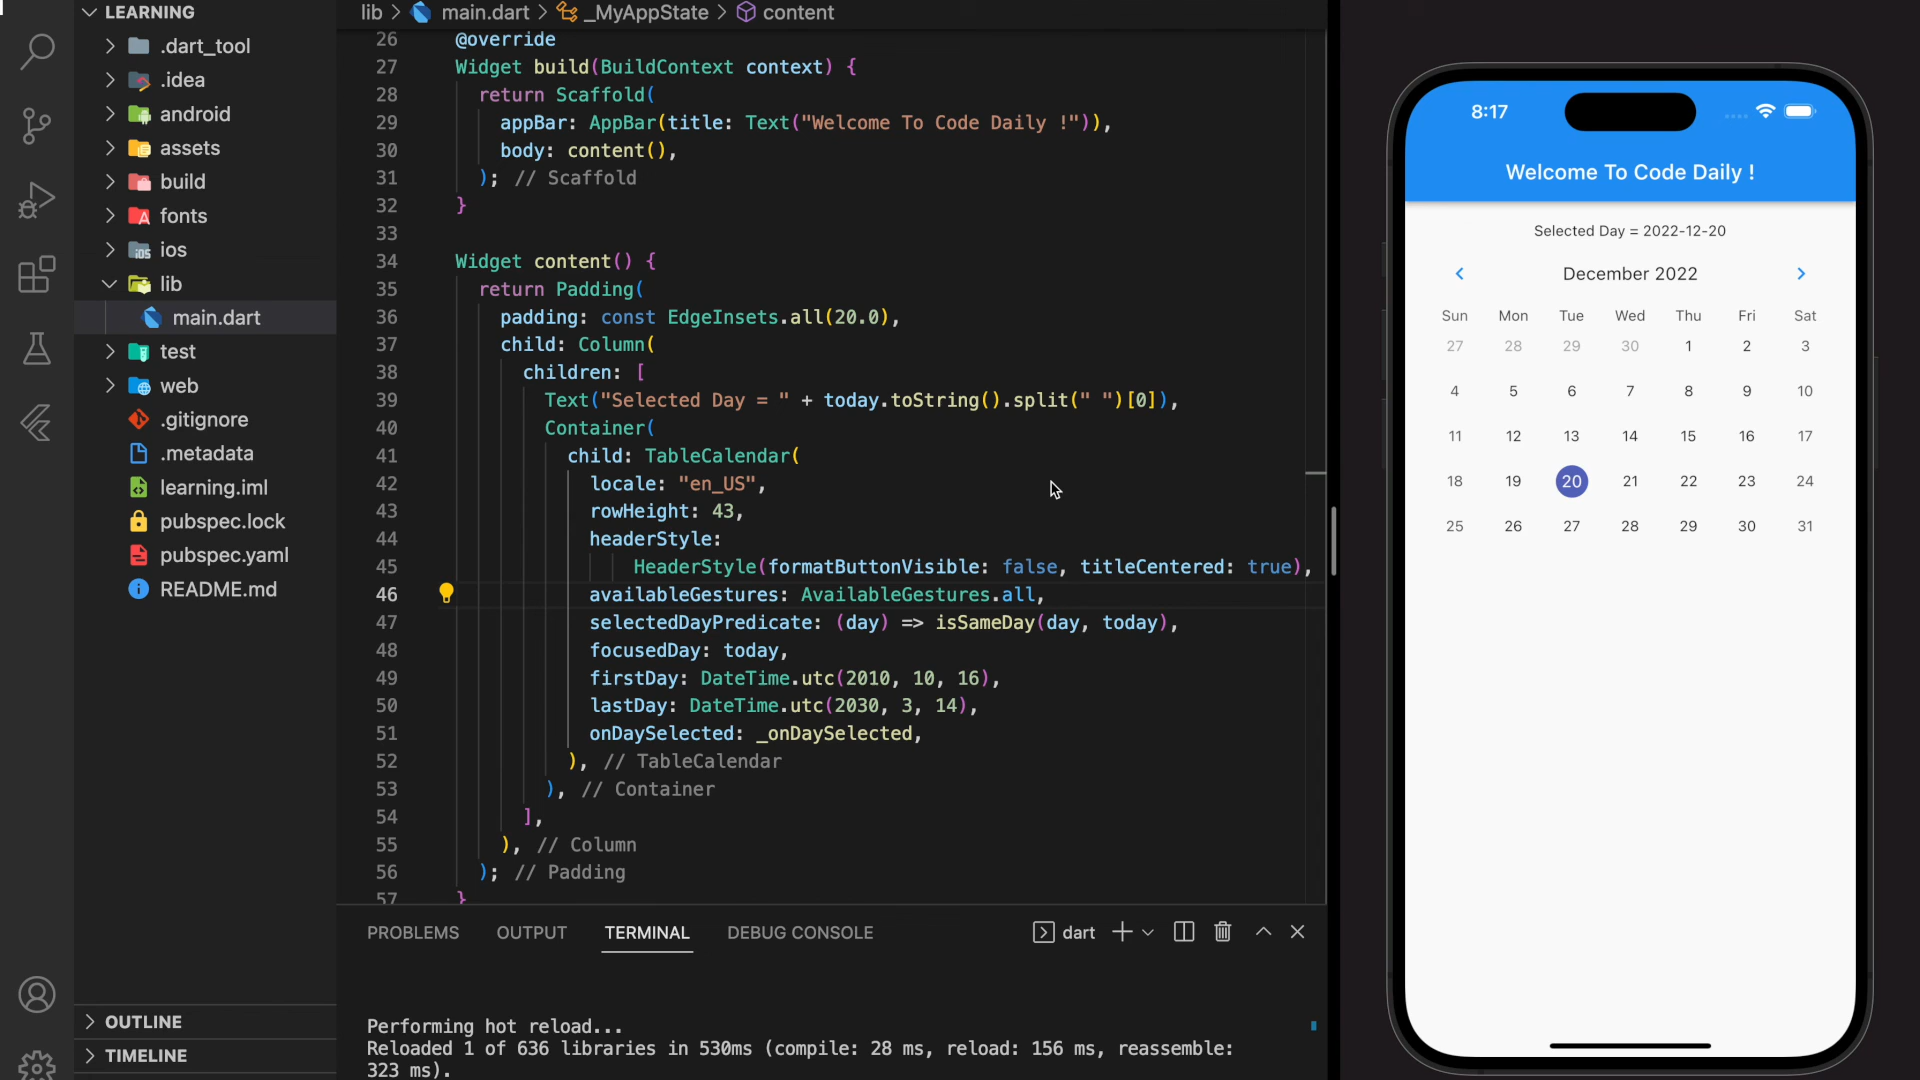 LEARNING
.dart_tool
.idea
android
assets
build
fonts
ios
lib
main.dart
test
web
.gitignore
.metadata
learning.iml
pubspec.lock
pubspec.yaml
README.md
OUTLINE
TIMELINE
lib > main.dart > _MyAppState > content
26 @override
27 Widget build(BuildContext context) {
28 return Scaffold(
29 appBar: AppBar(title: Text("Welcome To Code Daily !")),
30 body: content(),
31 ); // Scaffold
32 }
33
34 Widget content() {
35 return Padding(
36 padding: const EdgeInsets.all(20.0),
37 child: Column(
38 children: [
39 Text("Selected Day = " + today.toString().split(" ")[0]),
40 Container(
41 child: TableCalendar(
42 locale: "en_US",
43 rowHeight: 43,
44 headerStyle:
45 HeaderStyle(formatButtonVisible: false, titleCentered: true),
46 availableGestures: AvailableGestures.all,
47 selectedDayPredicate: (day) => isSameDay(day, today),
48 focusedDay: today,
49 firstDay: DateTime.utc(2010, 10, 16),
50 lastDay: DateTime.utc(2030, 3, 14),
51 onDaySelected: _onDaySelected,
52 ), // TableCalendar
53 ), // Container
54 ],
55 ), // Column
56 ); // Padding
57 }
PROBLEMS OUTPUT TERMINAL DEBUG CONSOLE dart
Performing hot reload...
Reloaded 1 of 636 libraries in 530ms (compile: 28 ms, reload: 156 ms, reassemble:
323 ms).
8:17
Welcome To Code Daily !
Selected Day = 2022-12-20
December 2022
Sun Mon Tue Wed Thu Fri Sat
27 28 29 30 1 2 3
4 5 6 7 8 9 10
11 12 13 14 15 16 17
18 19 20 21 22 23 24
25 26 27 28 29 30 31